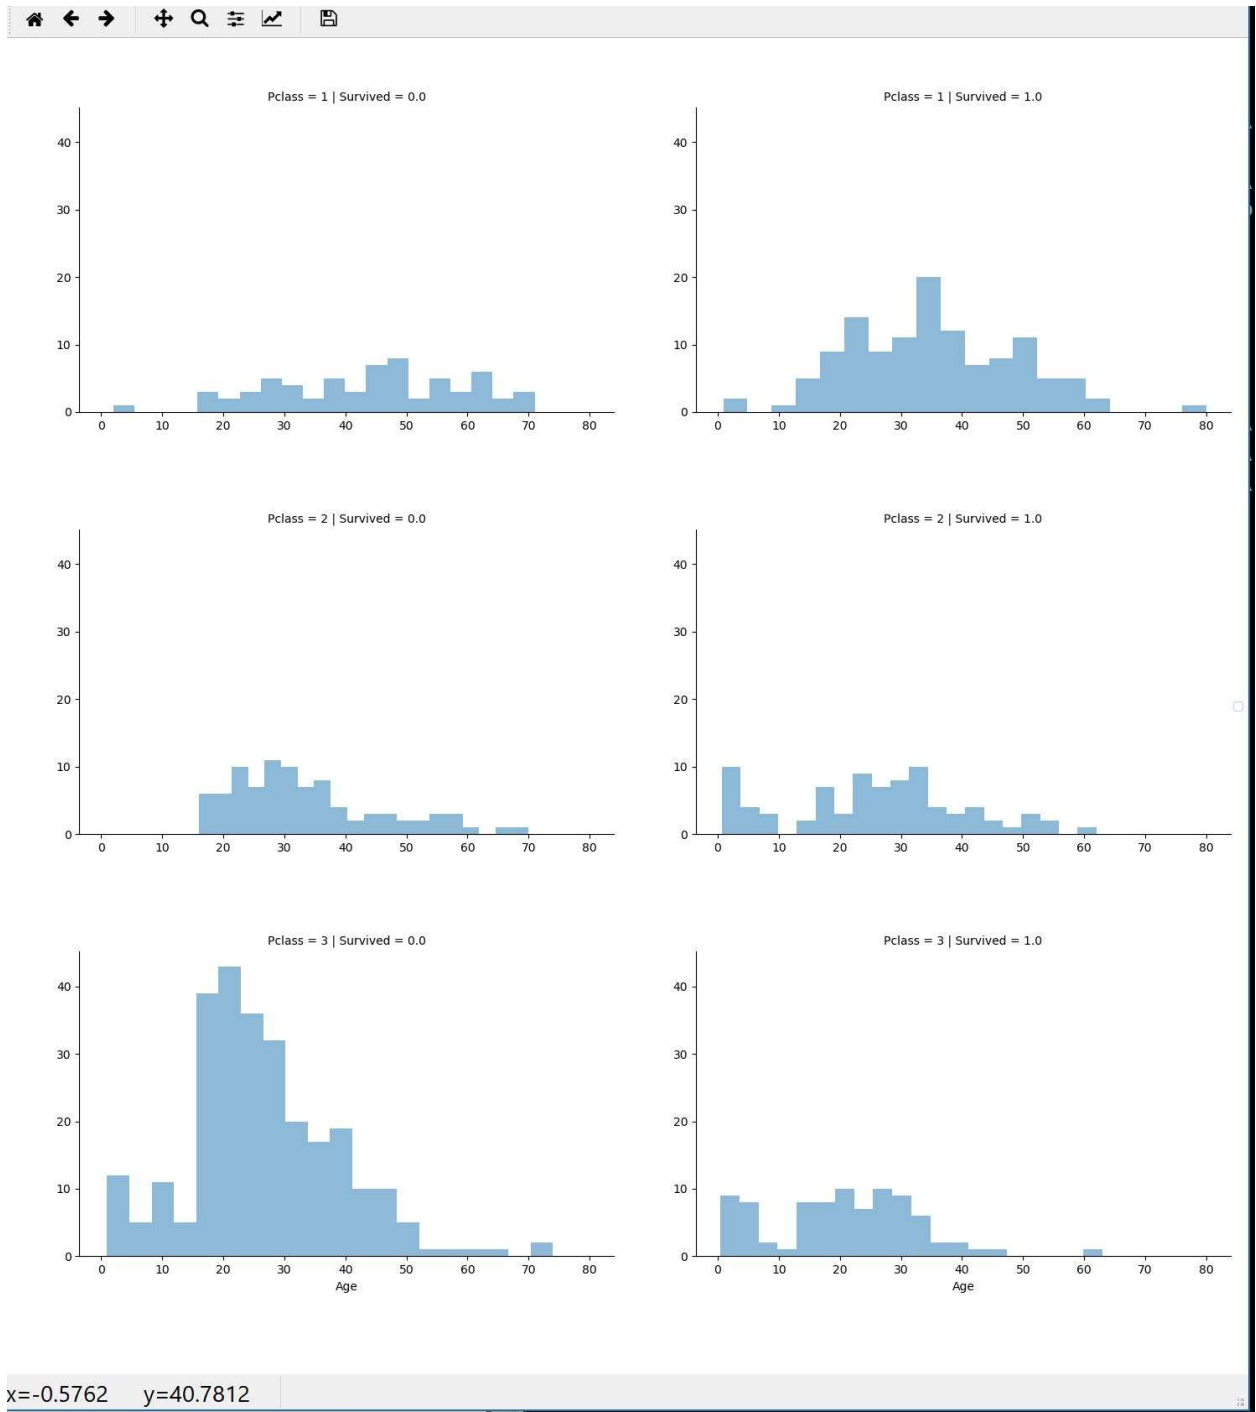 Pclass = 1 | Survived = 0.0
40
30
20
10
0
0 10 20 30 40 50 60 70 80
Pclass = 1 | Survived = 1.0
40
30
20
10
0
0 10 20 30 40 50 60 70 80
Pclass = 2 | Survived = 0.0
40
30
20
10
0
0 10 20 30 40 50 60 70 80
Pclass = 2 | Survived = 1.0
40
30
20
10
0
0 10 20 30 40 50 60 70 80
Pclass = 3 | Survived = 0.0
40
30
20
10
0
0 10 20 30 40 50 60 70 80
Age
Pclass = 3 | Survived = 1.0
40
30
20
10
0
0 10 20 30 40 50 60 70 80
Age
x=-0.5762 y=40.7812